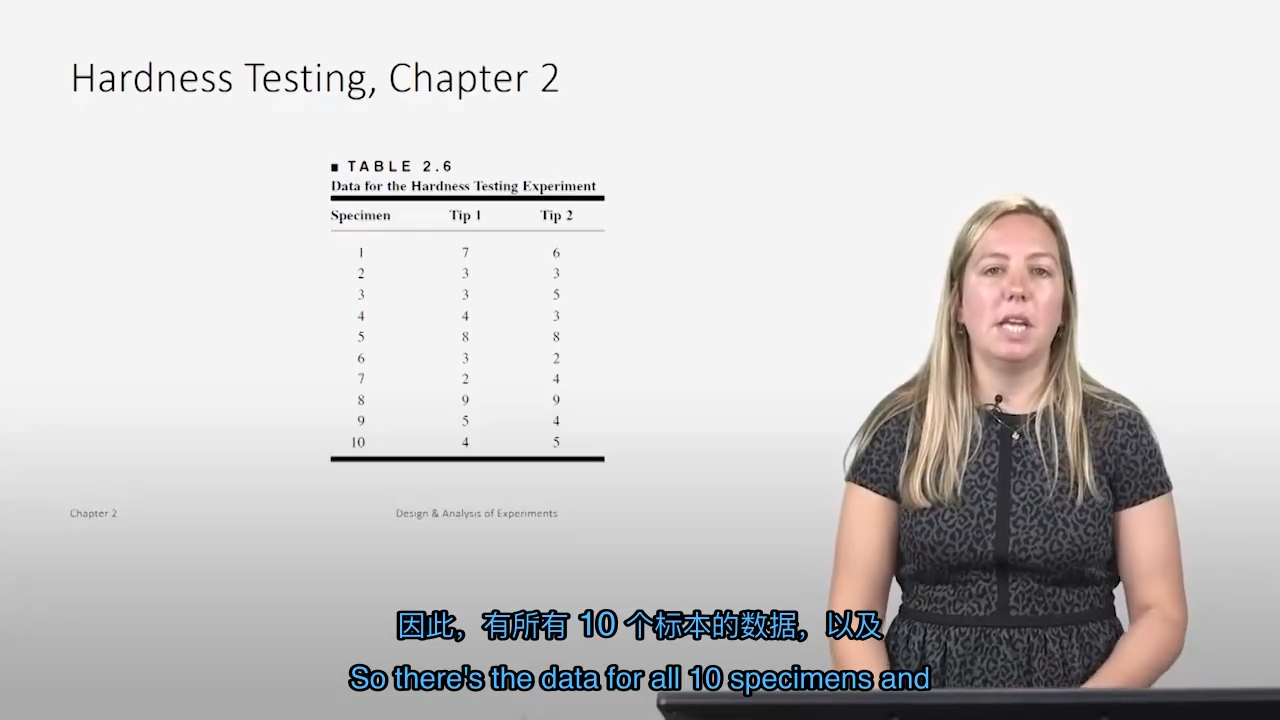 Hardness Testing, Chapter 2
■ TABLE 2.6
Data for the Hardness Testing Experiment
Specimen Tip 1 Tip 2
1 7 6
2 3 3
3 3 5
4 4 3
5 8 8
6 3 2
7 2 4
8 9 9
9 5 4
10 4 5
Chapter 2 Design & Analysis of Experiments
因此，有所有 10 个标本的数据，以及
So there's the data for all 10 specimens and